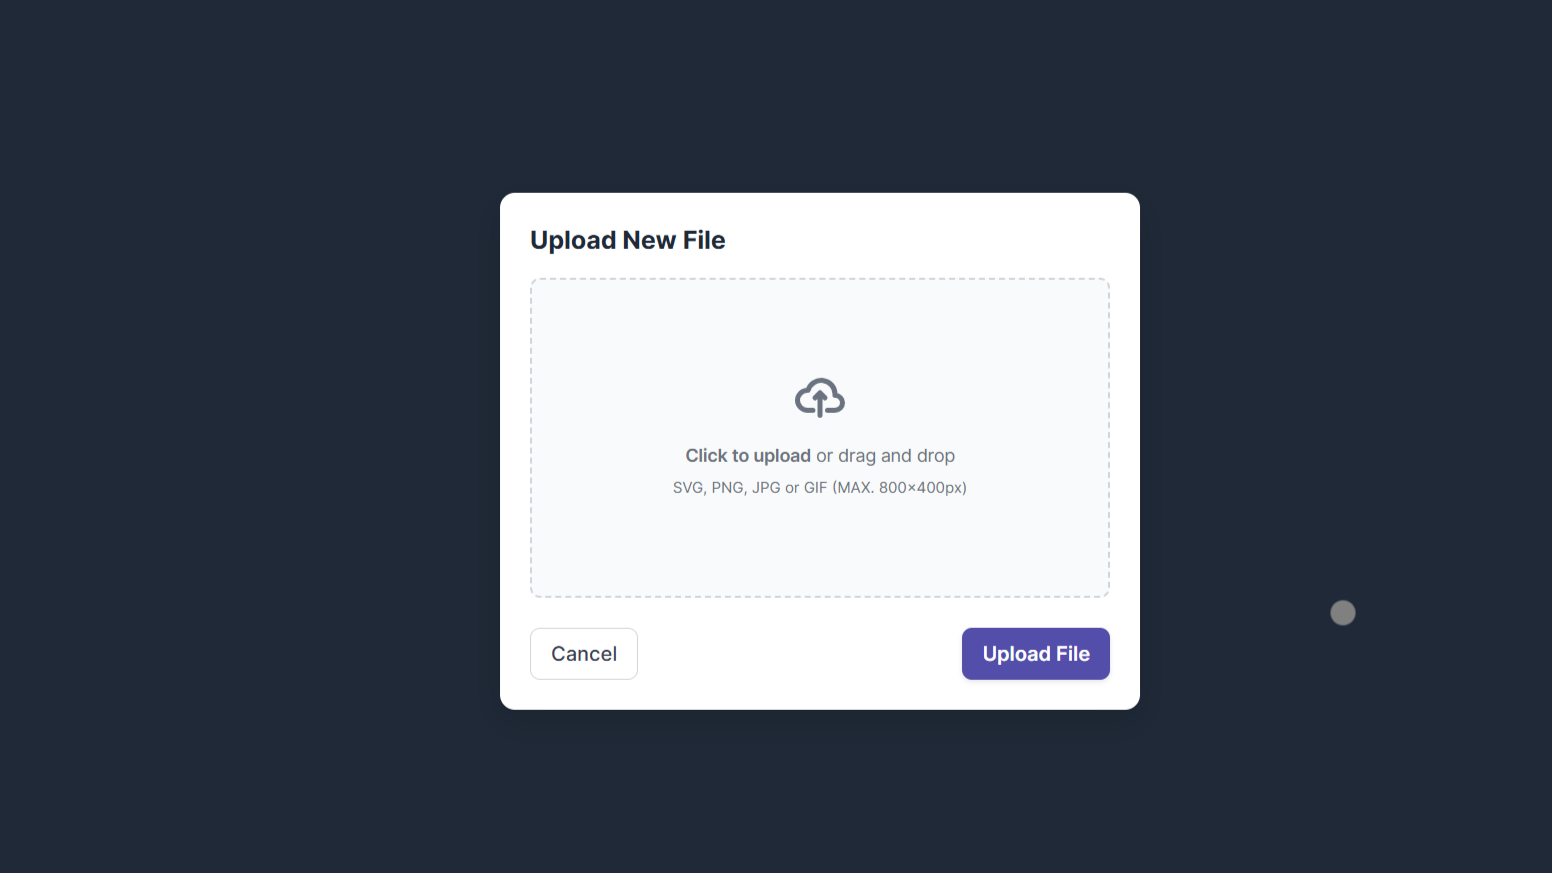 Upload New File
Click to upload or drag and drop
SVG, PNG, JPG or GIF (MAX. 800×400px)
Cancel
Upload File